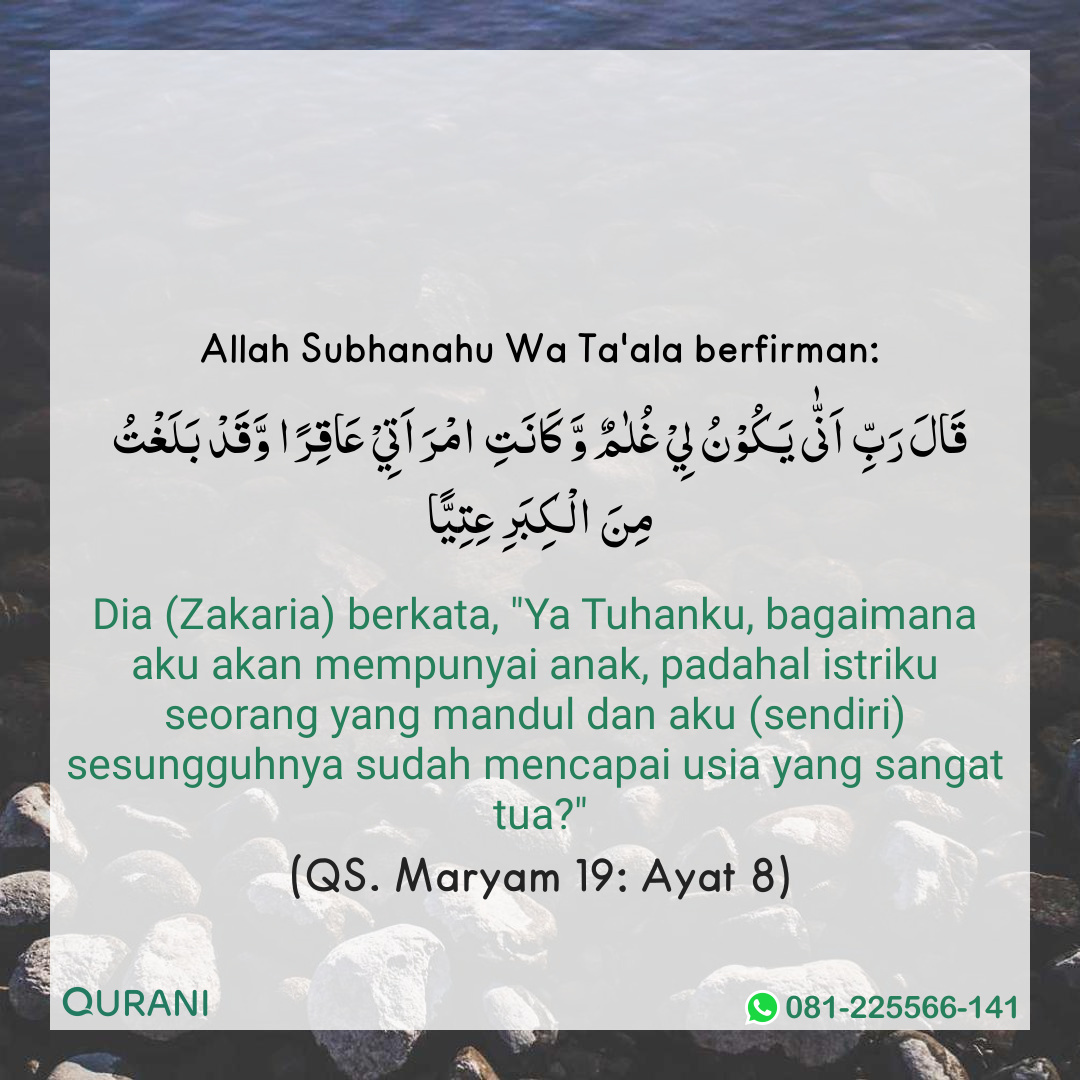 Allah Subhanahu Wa Ta'ala berfirman:
قَالَ رَبِّ اَنّٰى يَكُوْنُ لِيْ غُلٰمٌ وَّكَانَتِ امْرَاَتِيْ عَاقِرًا وَّقَدْ بَلَغْتُ
مِنَ الْكِبَرِ عِتِيًّا
Dia (Zakaria) berkata, "Ya Tuhanku, bagaimana
aku akan mempunyai anak, padahal istriku
seorang yang mandul dan aku (sendiri)
sesungguhnya sudah mencapai usia yang sangat
tua?"
(QS. Maryam 19: Ayat 8)
QURANI
081-225566-141